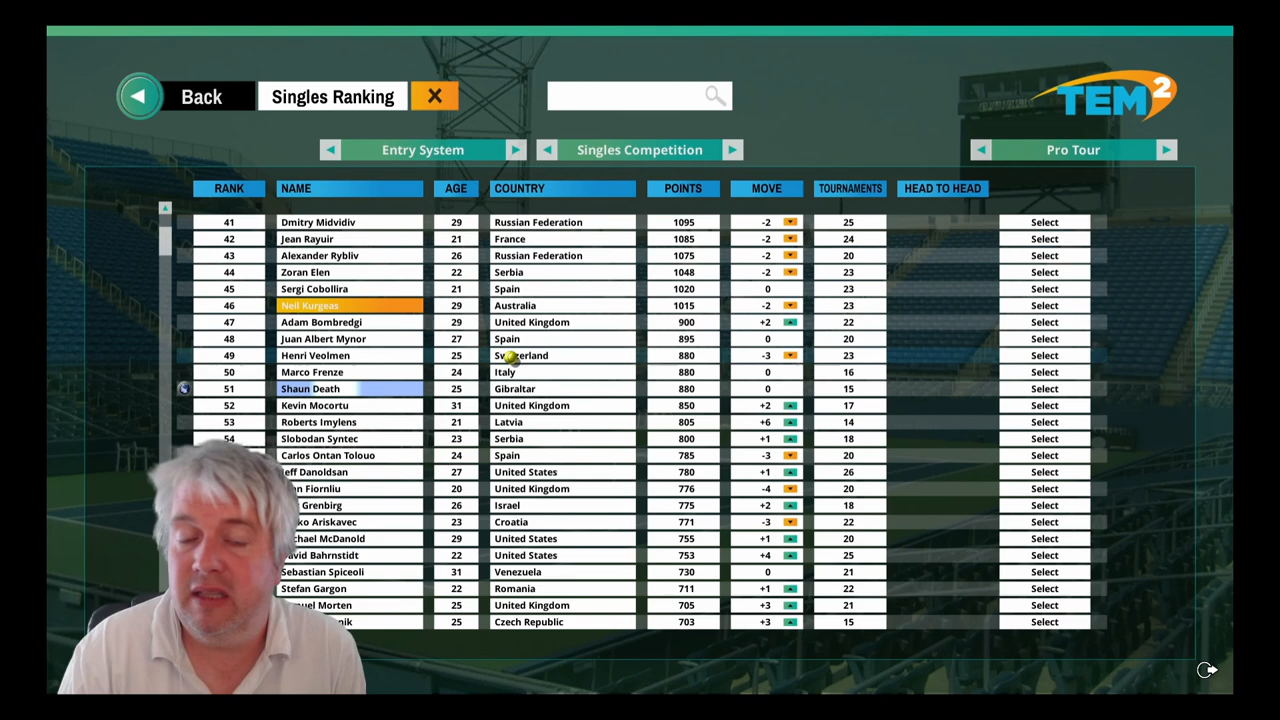 Back Singles Ranking X
TEM2
Entry System Singles Competition Pro Tour
RANK NAME AGE COUNTRY POINTS MOVE TOURNAMENTS HEAD TO HEAD
41 Dmitry Midvidiv 29 Russian Federation 1095 -2 25 Select
42 Jean Rayuir 21 France 1085 -2 24 Select
43 Alexander Rybliv 26 Russian Federation 1075 -2 20 Select
44 Zoran Elen 22 Serbia 1048 -2 23 Select
45 Sergi Cobollira 21 Spain 1020 0 23 Select
46 Neil Kurgeas 29 Australia 1015 -2 23 Select
47 Adam Bombredgi 29 United Kingdom 900 +2 22 Select
48 Juan Albert Mynor 27 Spain 895 0 20 Select
49 Henri Veolmen 25 Switzerland 880 -3 23 Select
50 Marco Frenze 24 Italy 880 0 16 Select
51 Shaun Death 25 Gibraltar 880 0 15 Select
52 Kevin Mocortu 31 United Kingdom 850 +2 17 Select
53 Roberts Imylens 21 Latvia 805 +6 14 Select
54 Slobodan Syntec 23 Serbia 800 +1 18 Select
Carlos Ontan Tolouo 24 Spain 785 -3 20 Select
Jeff Danoldsan 27 United States 780 +1 26 Select
Fiornliu 20 United Kingdom 776 -4 20 Select
Grenbirg 26 Israel 775 +2 18 Select
Ariskavec 23 Croatia 771 -3 22 Select
Michael McDanold 29 United States 755 +1 20 Select
David Bahrnstidt 22 United States 753 +4 25 Select
Sebastian Spiceoli 31 Venezuela 730 0 21 Select
Stefan Gargon 22 Romania 711 +1 22 Select
Morten 25 United Kingdom 705 +3 21 Select
25 Czech Republic 703 +3 15 Select